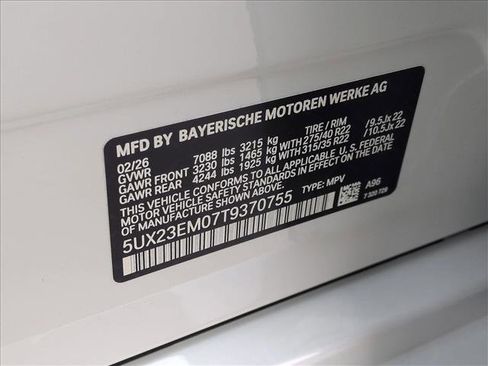 MFD BY BAYERISCHE MOTOREN WERKE AG
02/26 TIRE / RIM
GVWR 7088 lbs 3215 kg
GAWR FRONT 3230 lbs 1465 kg WITH 275/40 R22 /9.5Jx22
GAWR REAR 4244 lbs 1925 kg WITH 315/35 R22 /10.5Jx22
THIS VEHICLE CONFORMS TO ALL APPLICABLE U.S. FEDERAL
MOTOR VEHICLE SAFETY STANDARDS IN EFFECT ON THE DATE
OF MANUFACTURE SHOWN ABOVE.
5UX23EM07T9370755 TYPE: MPV A96